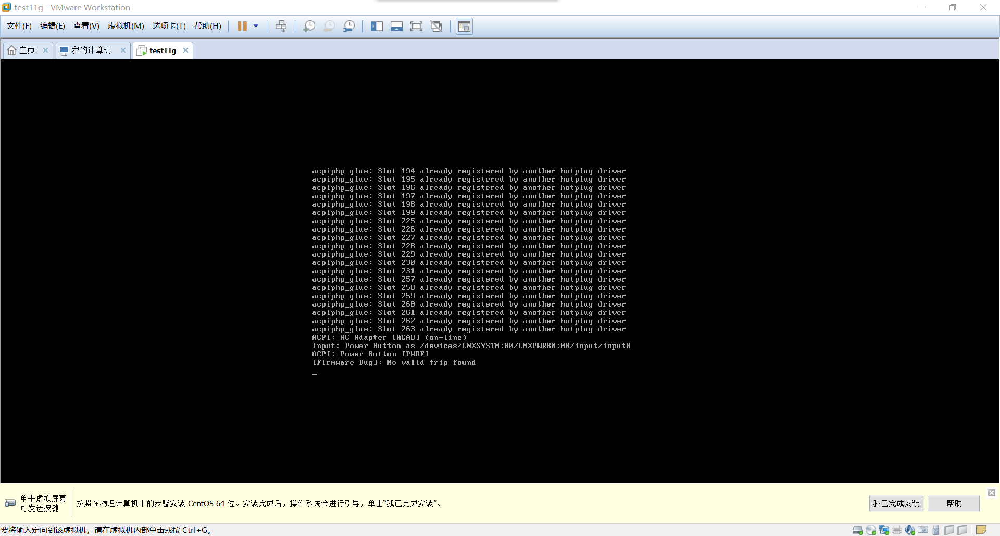 test11g - VMware Workstation
文件(F) 编辑(E) 查看(V) 虚拟机(M) 选项卡(T) 帮助(H)
主页 我的计算机 test11g
acpiphp_glue: Slot 194 already registered by another hotplug driver
acpiphp_glue: Slot 195 already registered by another hotplug driver
acpiphp_glue: Slot 196 already registered by another hotplug driver
acpiphp_glue: Slot 197 already registered by another hotplug driver
acpiphp_glue: Slot 198 already registered by another hotplug driver
acpiphp_glue: Slot 199 already registered by another hotplug driver
acpiphp_glue: Slot 225 already registered by another hotplug driver
acpiphp_glue: Slot 226 already registered by another hotplug driver
acpiphp_glue: Slot 227 already registered by another hotplug driver
acpiphp_glue: Slot 228 already registered by another hotplug driver
acpiphp_glue: Slot 229 already registered by another hotplug driver
acpiphp_glue: Slot 230 already registered by another hotplug driver
acpiphp_glue: Slot 231 already registered by another hotplug driver
acpiphp_glue: Slot 257 already registered by another hotplug driver
acpiphp_glue: Slot 258 already registered by another hotplug driver
acpiphp_glue: Slot 259 already registered by another hotplug driver
acpiphp_glue: Slot 260 already registered by another hotplug driver
acpiphp_glue: Slot 261 already registered by another hotplug driver
acpiphp_glue: Slot 262 already registered by another hotplug driver
acpiphp_glue: Slot 263 already registered by another hotplug driver
ACPI: AC Adapter [ACAD] (on-line)
input: Power Button as /devices/LNXSYSTM:00/LNXPWRBN:00/input/input0
ACPI: Power Button [PWRF]
[Firmware Bug]: No valid trip found
_
单击虚拟屏幕
可发送按键
按照在物理计算机中的步骤安装 CentOS 64 位。安装完成后，操作系统会进行引导，单击“我已完成安装”。
我已完成安装 帮助
要将输入定向到该虚拟机，请在虚拟机内部单击或按 Ctrl+G。